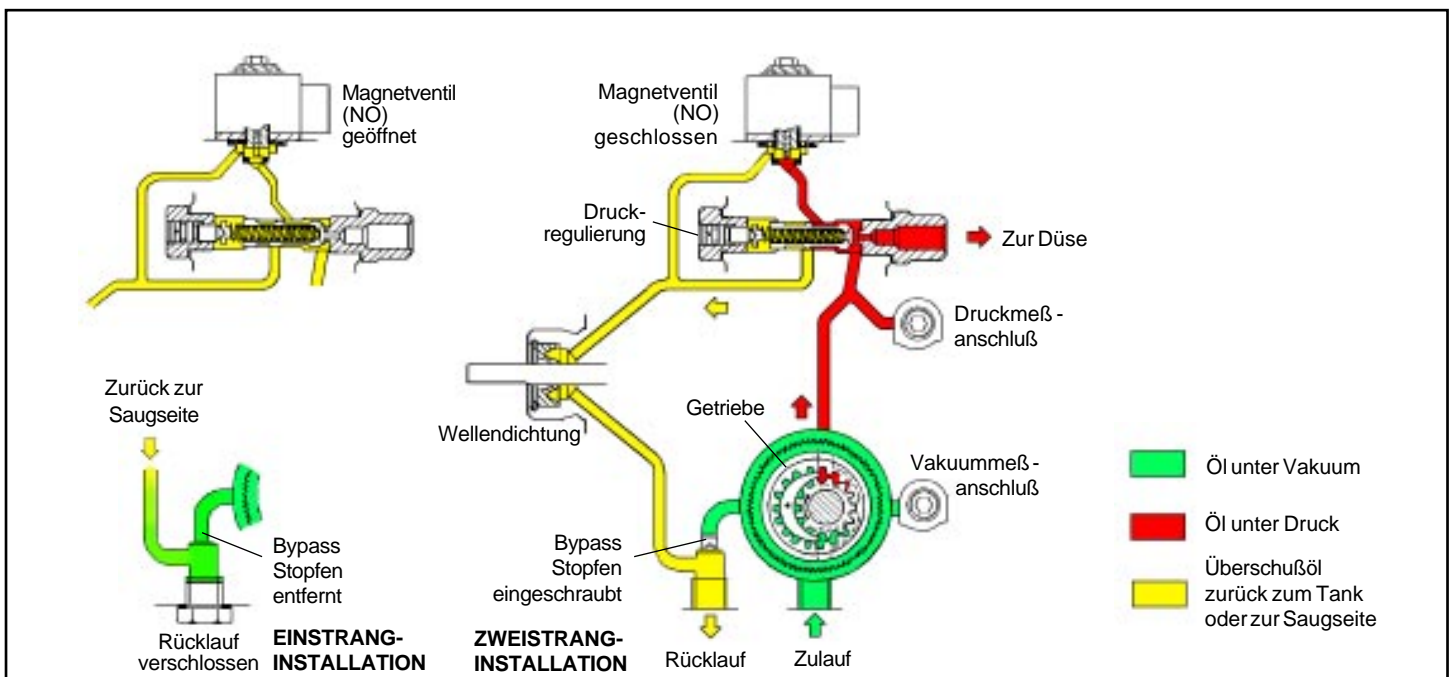 Magnetventil
(NO)
geöffnet
Magnetventil
(NO)
geschlossen
Druck-
regulierung
Zur Düse
Druckmeß -
anschluß
Zurück zur
Saugseite
Wellendichtung
Getriebe
Vakuummeß -
anschluß
Bypass
Stopfen
entfernt
Bypass
Stopfen
eingeschraubt
Rücklauf
verschlossen
EINSTRANG-
INSTALLATION
ZWEISTRANG-
INSTALLATION
Rücklauf
Zulauf
Öl unter Vakuum
Öl unter Druck
Überschußöl
zurück zum Tank
oder zur Saugseite